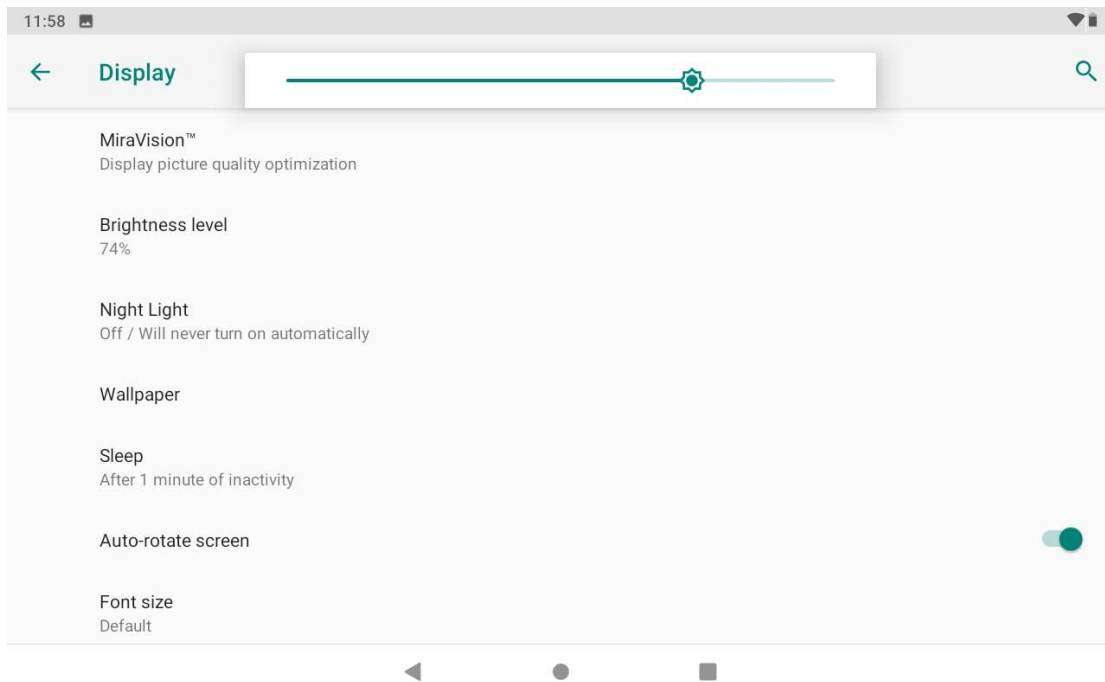 11:58
Display
MiraVision™
Display picture quality optimization
Brightness level
74%
Night Light
Off / Will never turn on automatically
Wallpaper
Sleep
After 1 minute of inactivity
Auto-rotate screen
Font size
Default